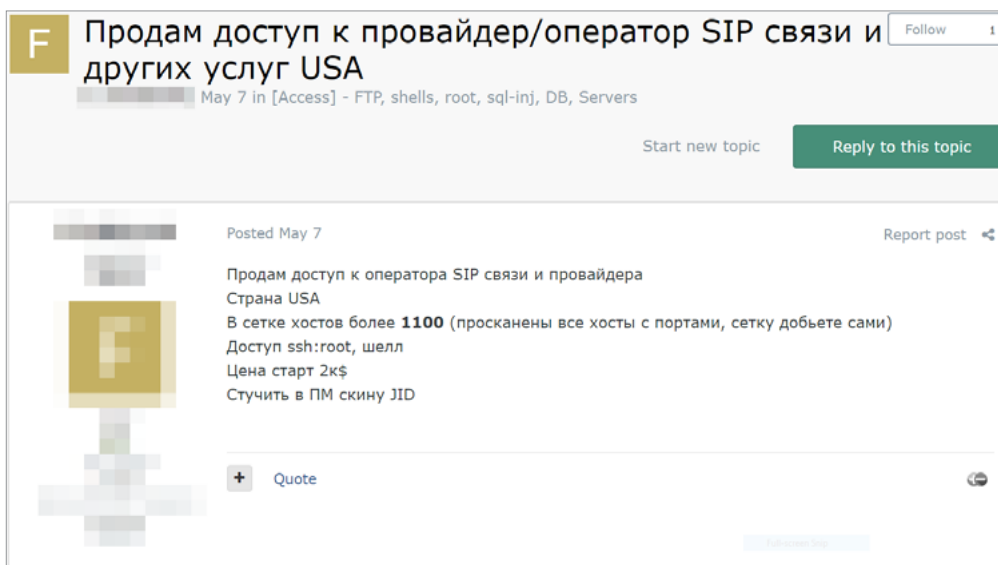 F
Продам доступ к провайдер/оператор SIP связи и
других услуг USA
Follow 1
May 7 in [Access] - FTP, shells, root, sql-inj, DB, Servers
Start new topic
Reply to this topic
Posted May 7
Report post
Продам доступ к оператора SIP связи и провайдера
Страна USA
В сетке хостов более 1100 (просканены все хосты с портами, сетку добьете сами)
Доступ ssh:root, шелл
Цена старт 2к$
Стучить в ПМ скину JID
F
+ Quote